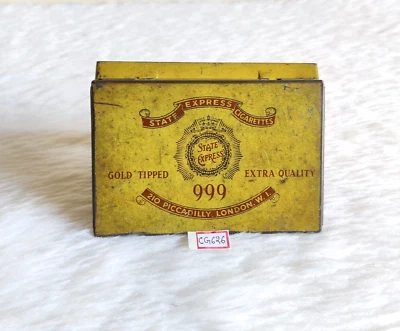 STATE EXPRESS CIGARETTES
STATE
EXPRESS
GOLD TIPPED
999
EXTRA QUALITY
210 PICCADILLY, LONDON, W.1.
CG626